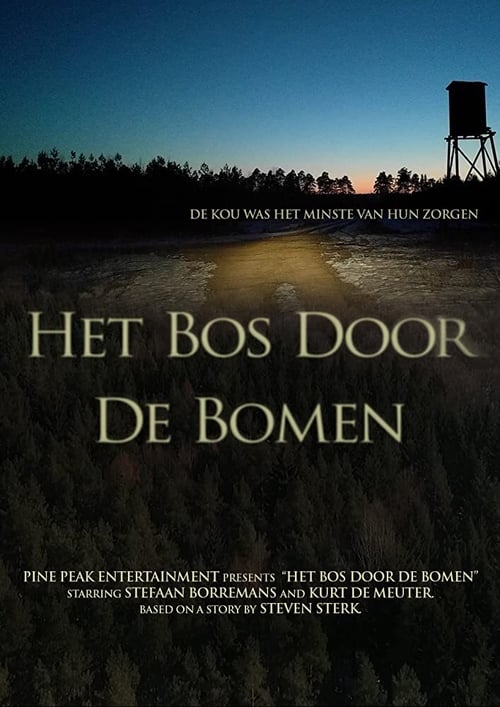 DE KOU WAS HET MINSTE VAN HUN ZORGEN
HET BOS DOOR
DE BOMEN
PINE PEAK ENTERTAINMENT PRESENTS "HET BOS DOOR DE BOMEN"
STARRING STEFAAN BORREMANS AND KURT DE MEUTER.
BASED ON A STORY BY STEVEN STERK.